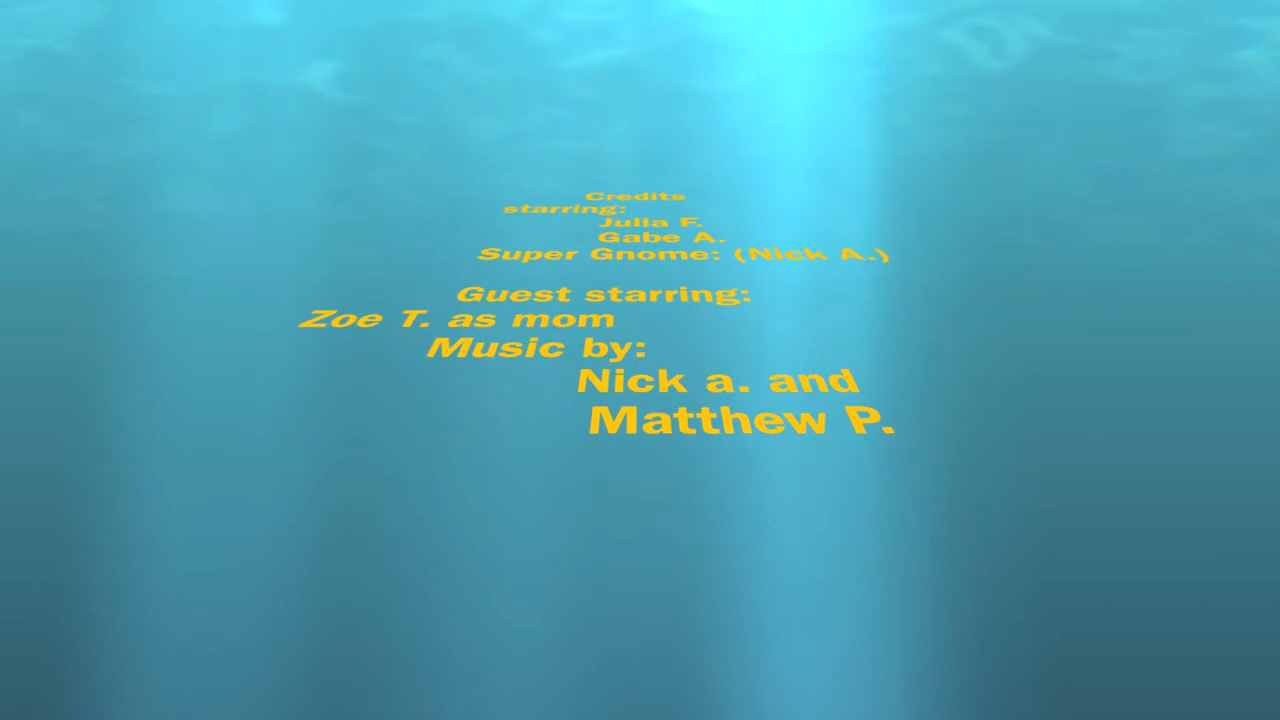 Credits
starring:
Julia F.
Gabe A.
Super Gnome: (Nick A.)
Guest starring:
Zoe T. as mom
Music by:
Nick a. and
Matthew P.